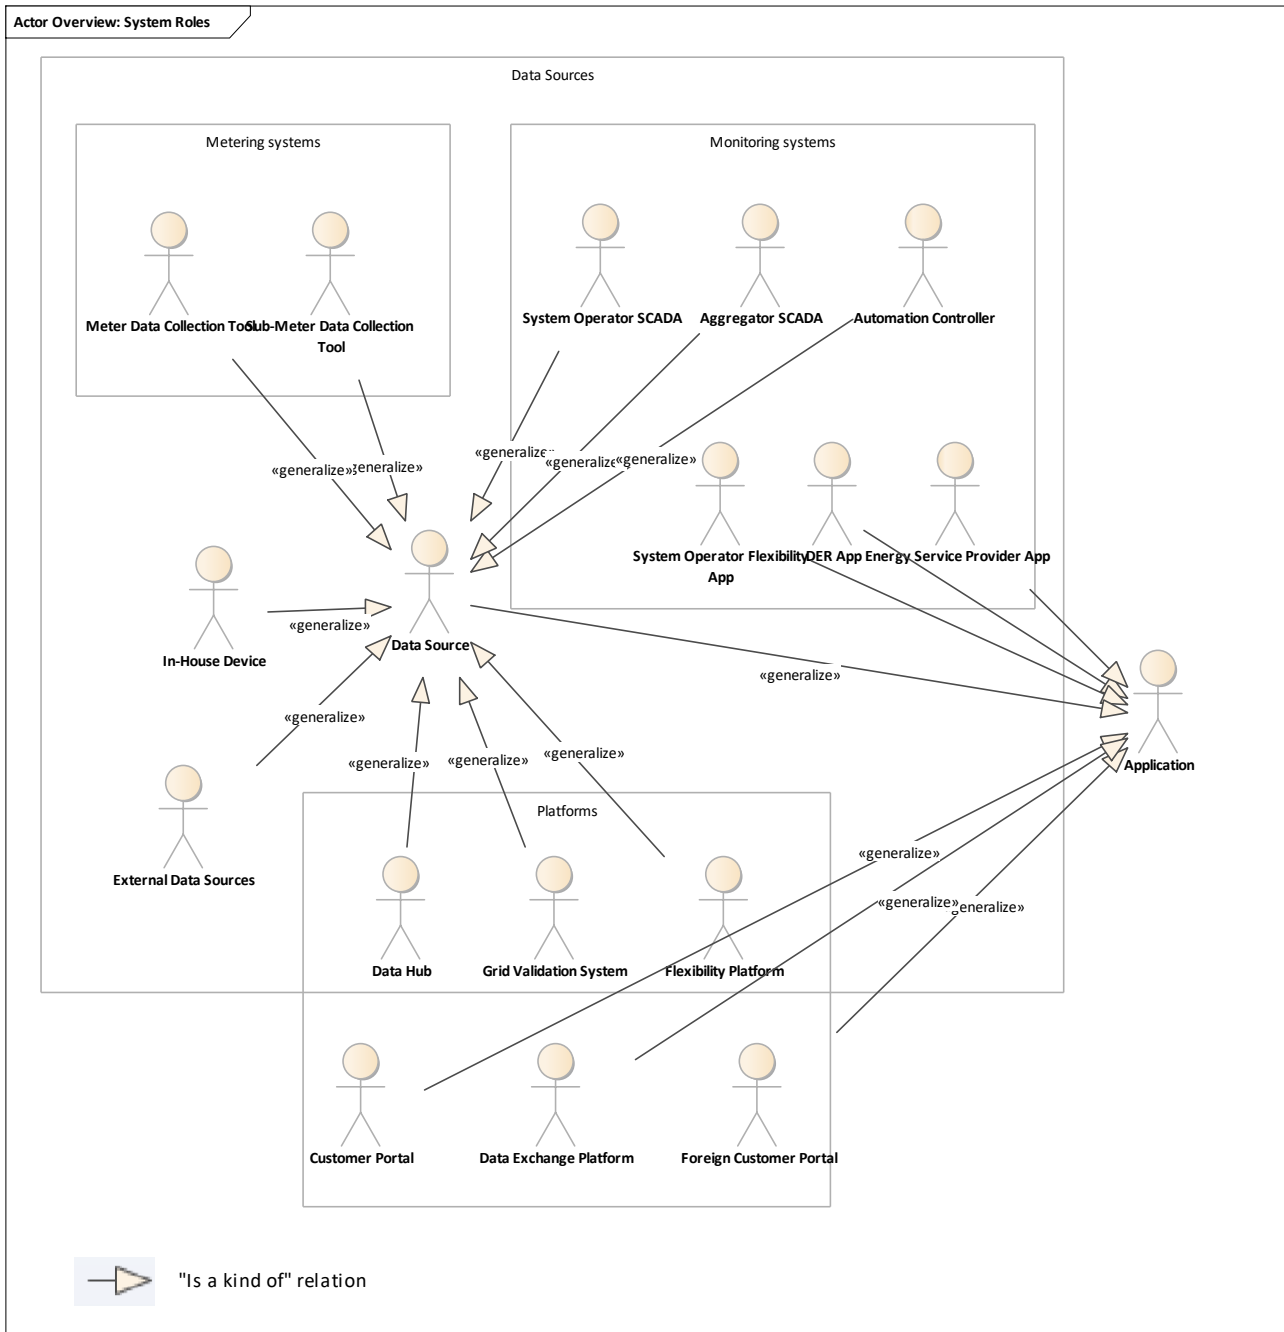 Actor Overview: System Roles
Data Sources
Metering systems
Monitoring systems
Meter Data Collection Tool
Sub-Meter Data Collection
Tool
System Operator SCADA
Aggregator SCADA
Automation Controller
«generalize»
«generalize»
«generalize»
«generalize»
«generalize»
System Operator Flexibility
App
DER App
Energy Service Provider App
In-House Device
«generalize»
Data Source
«generalize»
Application
«generalize»
External Data Sources
«generalize»
«generalize»
«generalize»
Platforms
Data Hub
Grid Validation System
Flexibility Platform
«generalize»
«generalize»
«generalize»
Customer Portal
Data Exchange Platform
Foreign Customer Portal
"Is a kind of" relation